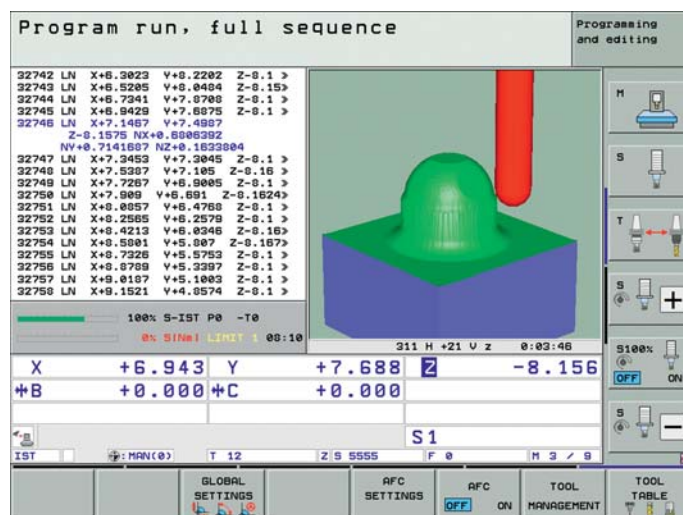 Program run, full sequence
Programming and editing
32742 LN X+6.3023 Y+8.2202 Z-8.1 >
32743 LN X+6.5205 Y+8.0484 Z-8.15>
32744 LN X+6.7341 Y+7.8708 Z-8.1 >
32745 LN X+6.9429 Y+7.6875 Z-8.1 >
32746 LN X+7.1467 Y+7.4987
Z-8.1575 NX+0.6806392
NY+0.7141687 NZ+0.1633804
32747 LN X+7.3453 Y+7.3045 Z-8.1 >
32748 LN X+7.5387 Y+7.105 Z-8.16 >
32749 LN X+7.7267 Y+6.9005 Z-8.1 >
32750 LN X+7.909 Y+6.691 Z-8.1624>
32751 LN X+8.0857 Y+6.4768 Z-8.1 >
32752 LN X+8.2565 Y+6.2579 Z-8.1 >
32753 LN X+8.4213 Y+6.0346 Z-8.16>
32754 LN X+8.5801 Y+5.807 Z-8.167>
32755 LN X+8.7326 Y+5.5753 Z-8.1 >
32756 LN X+8.8789 Y+5.3397 Z-8.1 >
32757 LN X+9.0187 Y+5.1003 Z-8.1 >
32758 LN X+9.1521 Y+4.8574 Z-8.1 >
100% S-IST P0 -T0
0% S[Nm] LIMIT 1 08:10
311 H +21 V z 0:03:46
X +6.943 Y +7.688 Z -8.156
+B +0.000 +C +0.000
S1
IST :MAN(0) T 12 Z S 5555 F 0 M 3 / 9
M
S
T
S +
S100%
OFF ON
S -
GLOBAL SETTINGS
AFC SETTINGS
AFC
OFF ON
TOOL MANAGEMENT
TOOL TABLE